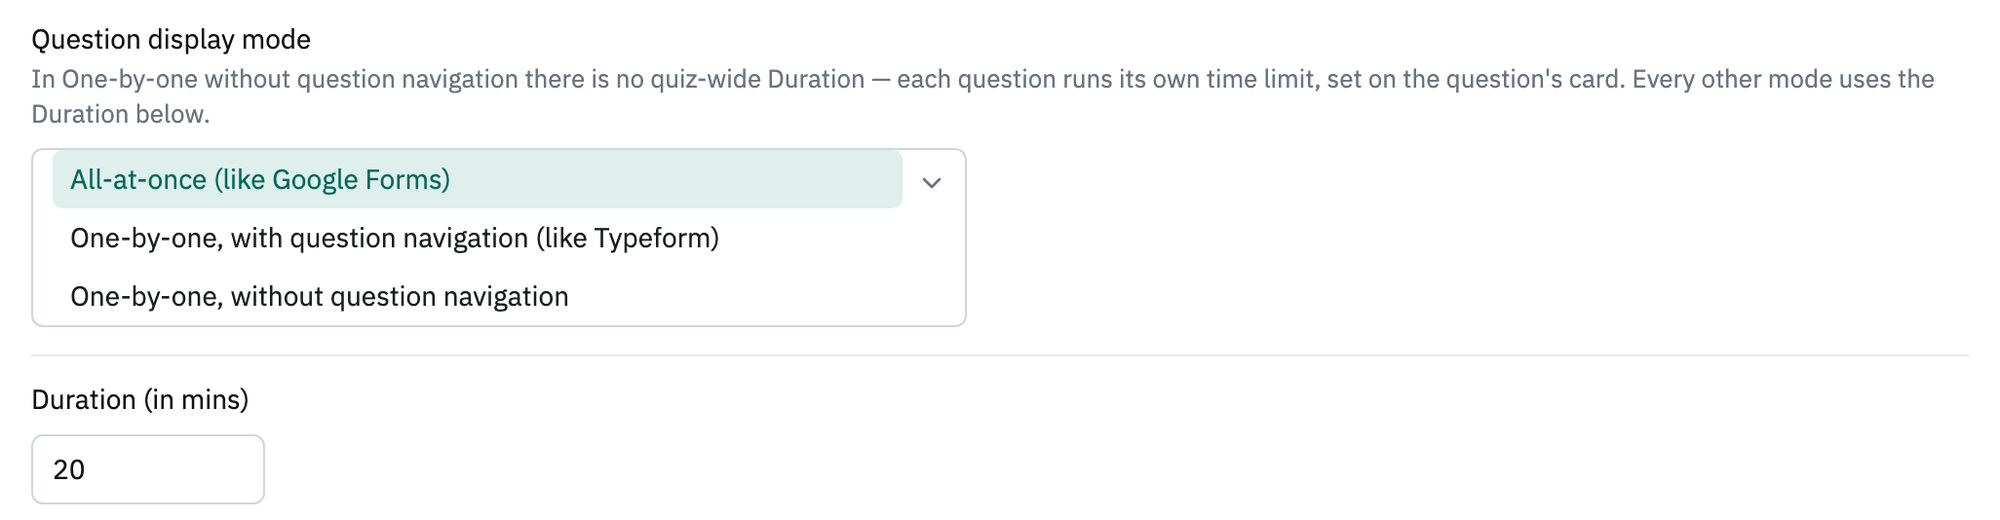 Question display mode
In One-by-one without question navigation there is no quiz-wide Duration — each question runs its own time limit, set on the question's card. Every other mode uses the
Duration below.
All-at-once (like Google Forms)
One-by-one, with question navigation (like Typeform)
One-by-one, without question navigation
Duration (in mins)
20